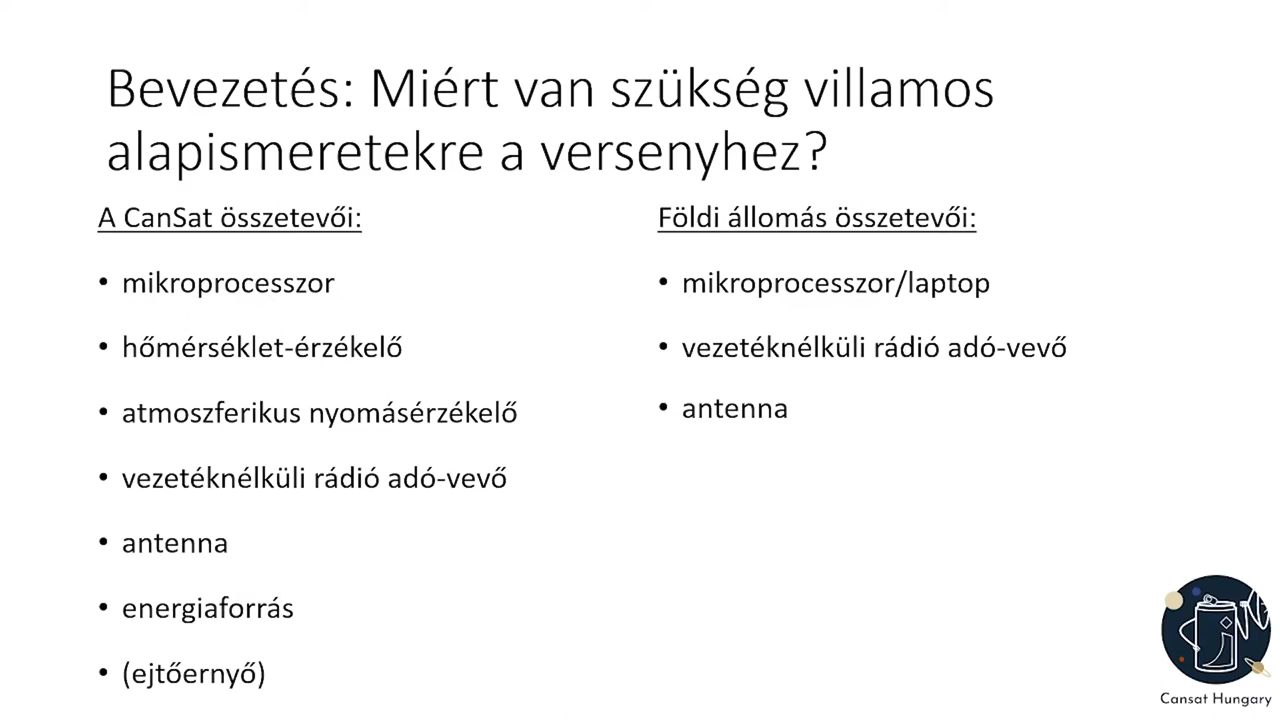 Bevezetés: Miért van szükség villamos
alapismeretekre a versenyhez?
A CanSat összetevői:
• mikroprocesszor
• hőmérséklet-érzékelő
• atmoszferikus nyomásérzékelő
• vezetéknélküli rádió adó-vevő
• antenna
• energiaforrás
• (ejtőernyő)
Földi állomás összetevői:
• mikroprocesszor/laptop
• vezetéknélküli rádió adó-vevő
• antenna
Cansat Hungary